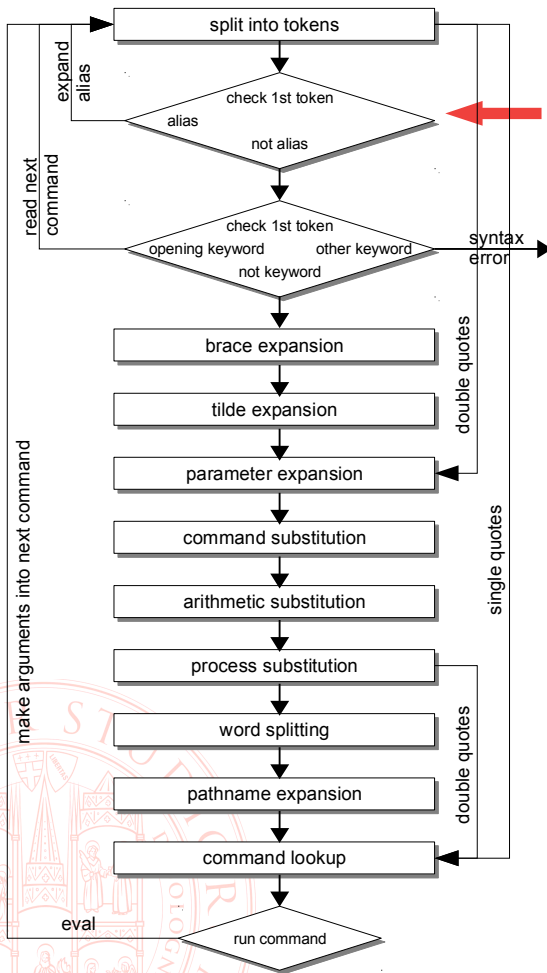 split into tokens
expand
alias
check 1st token
alias
not alias
read next
command
check 1st token
opening keyword
other keyword
not keyword
syntax
error
brace expansion
double quotes
tilde expansion
parameter expansion
command substitution
single quotes
arithmetic substitution
make arguments into next command
process substitution
word splitting
double quotes
pathname expansion
command lookup
eval
run command